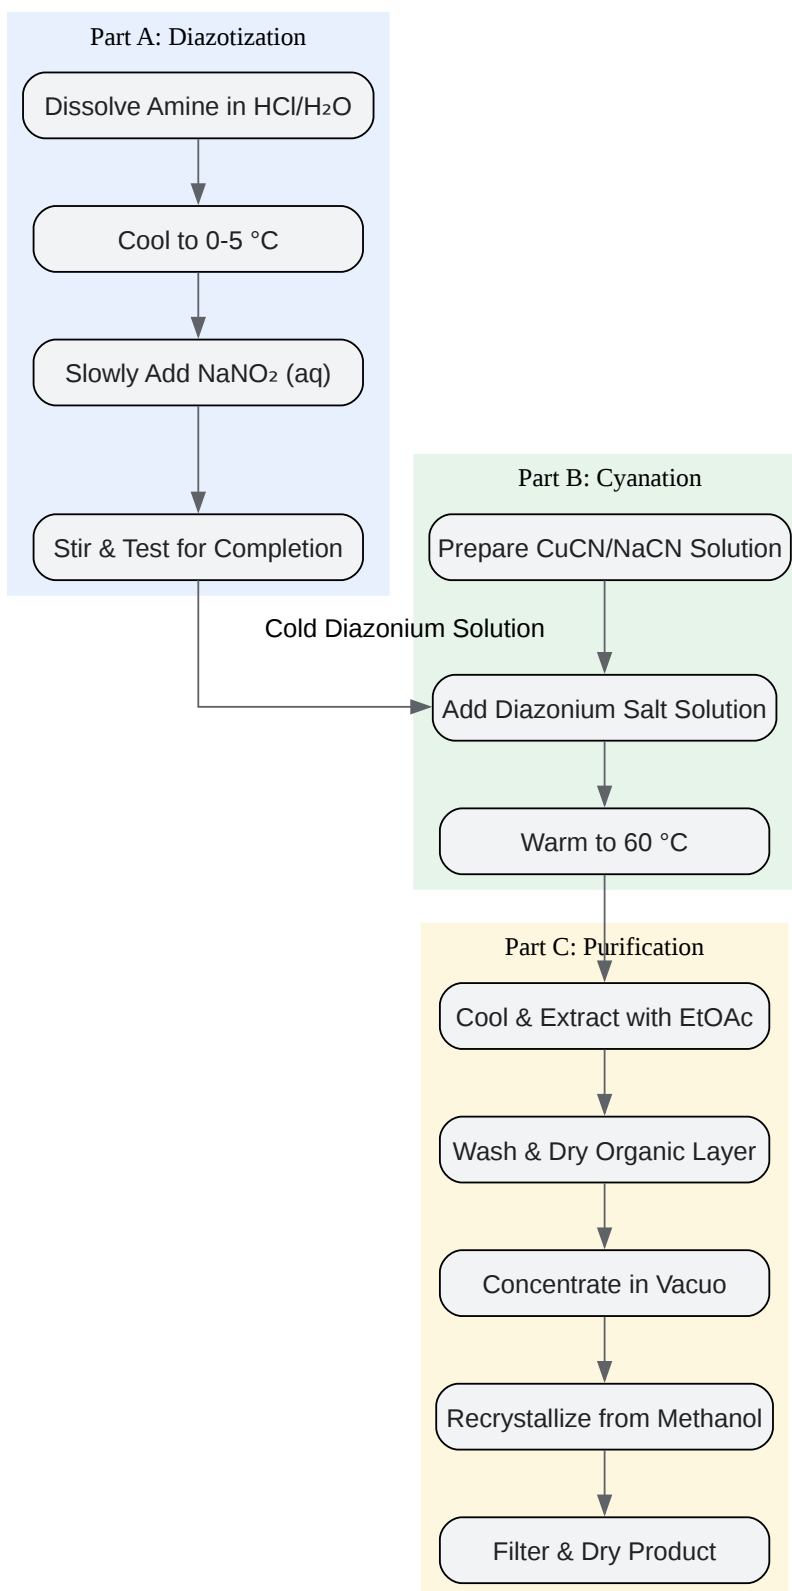 Part A: Diazotization
Dissolve Amine in HCl/H₂O
Cool to 0-5 °C
Slowly Add NaNO₂ (aq)
Stir & Test for Completion
Cold Diazonium Solution
Part B: Cyanation
Prepare CuCN/NaCN Solution
Add Diazonium Salt Solution
Warm to 60 °C
Part C: Purification
Cool & Extract with EtOAc
Wash & Dry Organic Layer
Concentrate in Vacuo
Recrystallize from Methanol
Filter & Dry Product